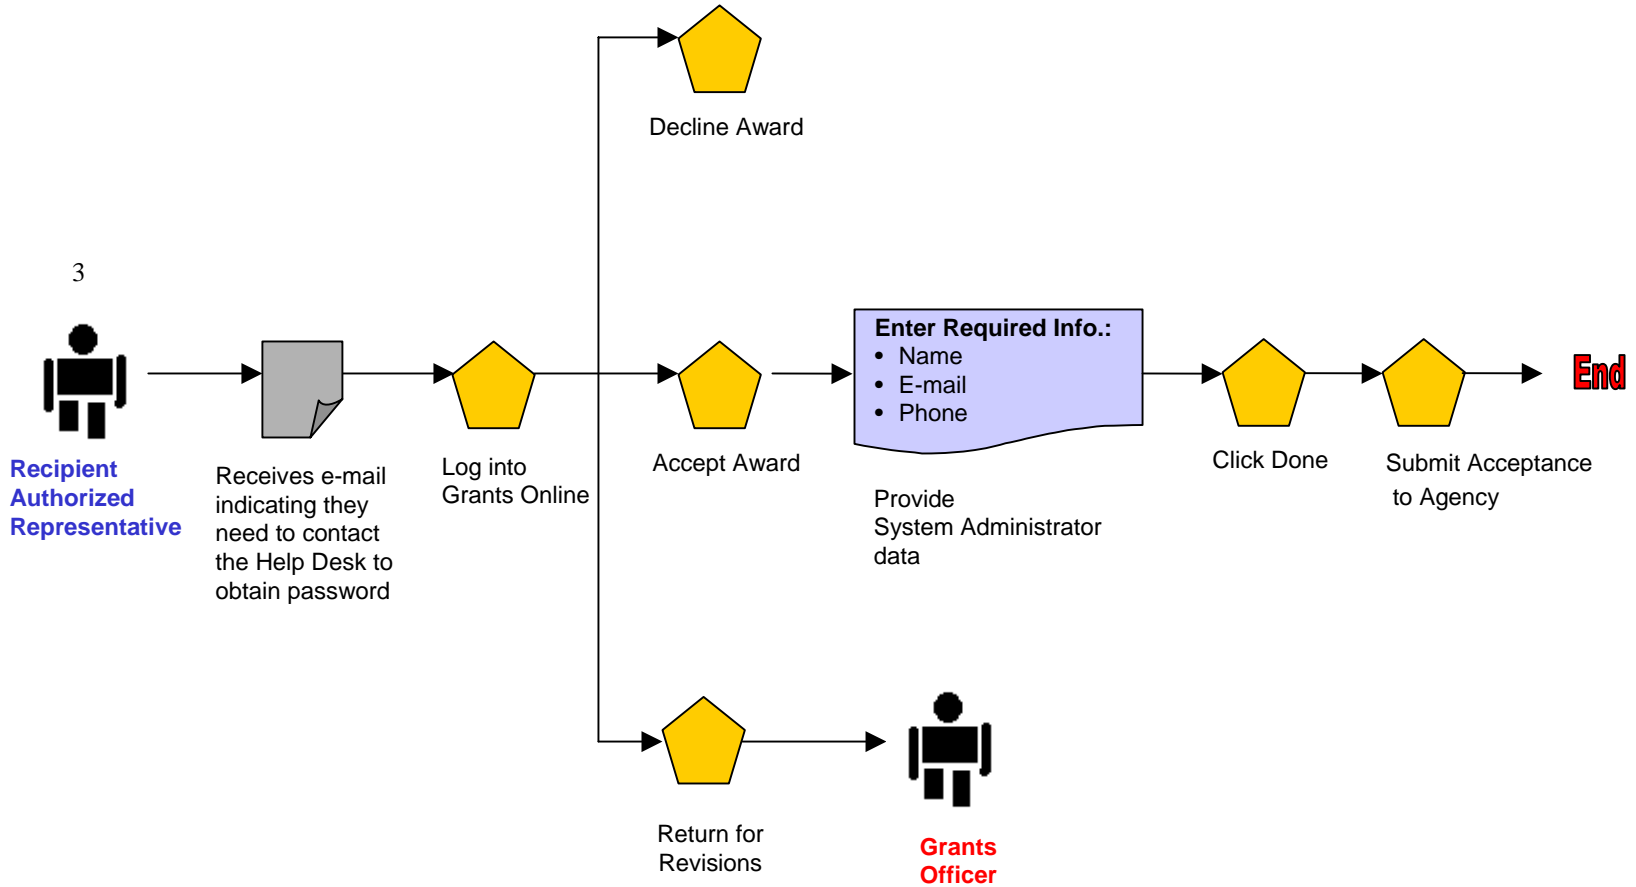 Decline Award
3
Recipient
Authorized
Representative
Receives e-mail
indicating they
need to contact
the Help Desk to
obtain password
Log into
Grants Online
Accept Award
Enter Required Info.:
• Name
• E-mail
• Phone
Provide
System Administrator
data
Click Done
Submit Acceptance
to Agency
End
Return for
Revisions
Grants
Officer